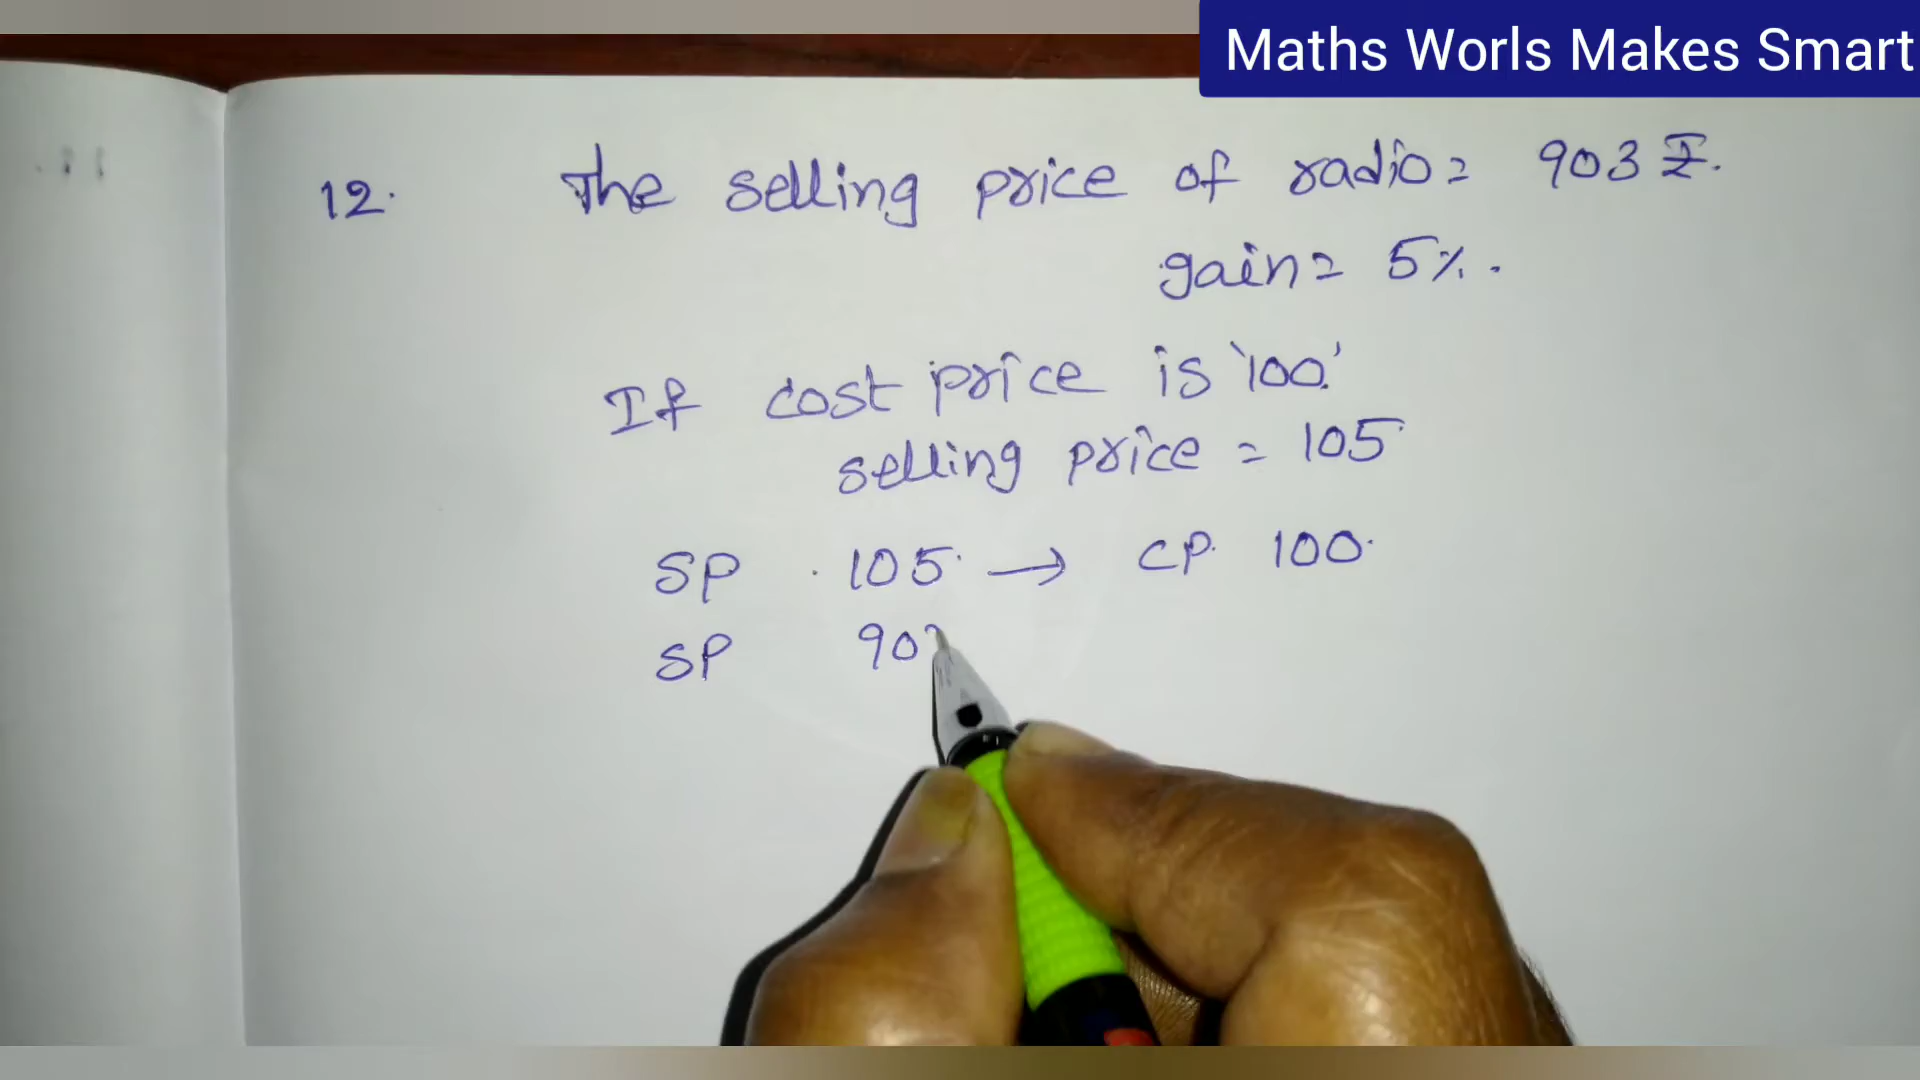 Maths Worls Makes Smart
12. The selling price of radio = 903 ₹.
gain = 5%.
If cost price is '100'
selling price = 105
SP 105 → CP 100
SP 90